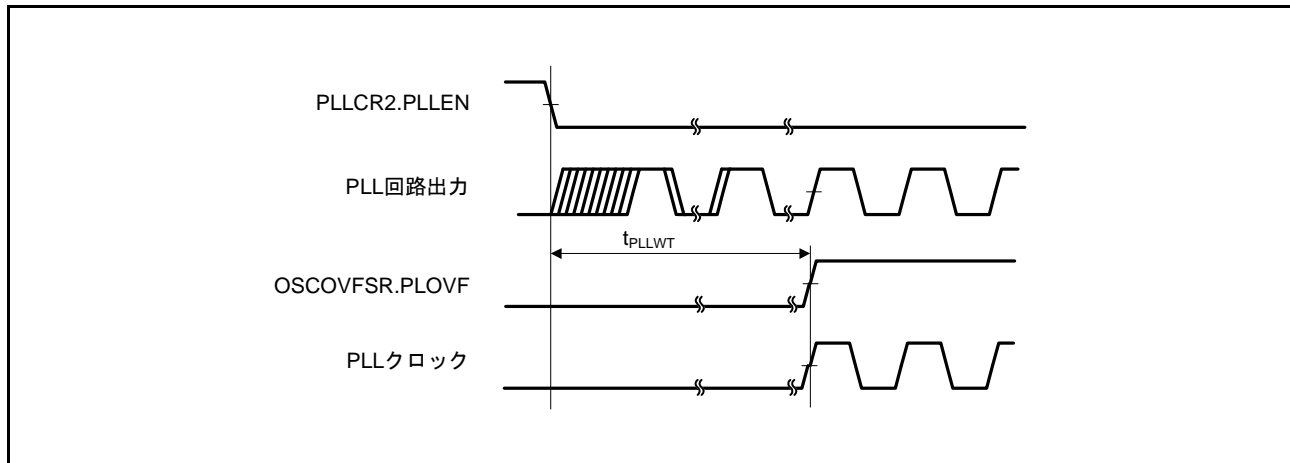 PLLCR2.PLLEN
PLL回路出力
tPLLWT
OSCOVFSR.PLOVF
PLLクロック